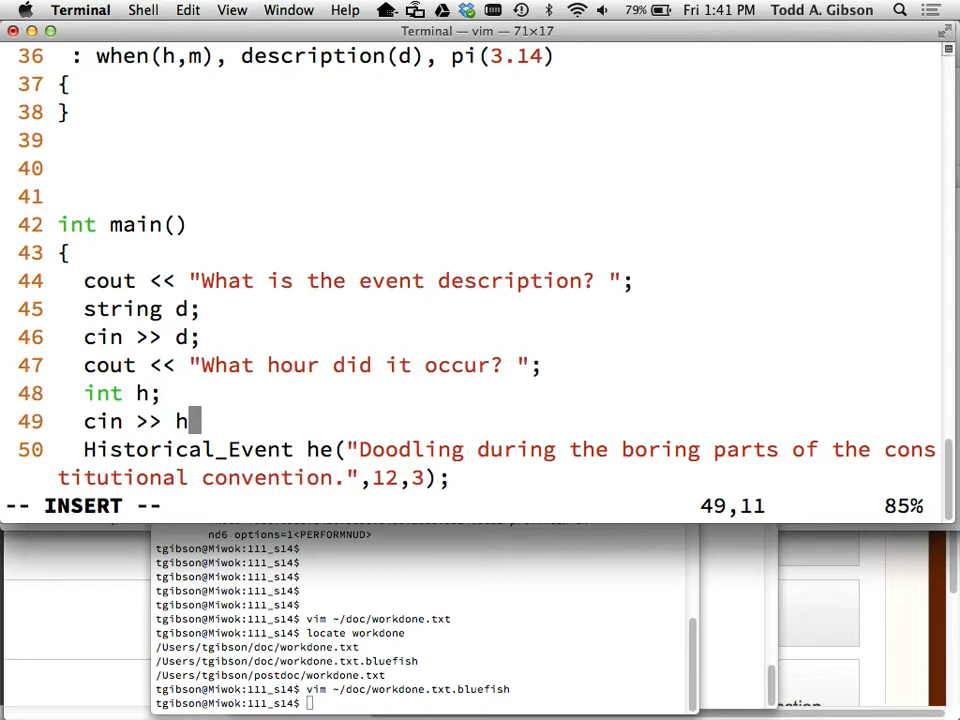 Terminal Shell Edit View Window Help 79% Fri 1:41 PM Todd A. Gibson
Terminal — vim — 71×17
36 : when(h,m), description(d), pi(3.14)
37 {
38 }
39
40
41
42 int main()
43 {
44 cout << "What is the event description? ";
45 string d;
46 cin >> d;
47 cout << "What hour did it occur? ";
48 int h;
49 cin >> h
50 Historical_Event he("Doodling during the boring parts of the cons
titutional convention.",12,3);
-- INSERT -- 49,11 85%
nd6 options=1<PERFORMNUD>
tgibson@Miwok:111_s14$
tgibson@Miwok:111_s14$
tgibson@Miwok:111_s14$
tgibson@Miwok:111_s14$
tgibson@Miwok:111_s14$
tgibson@Miwok:111_s14$ vim ~/doc/workdone.txt
tgibson@Miwok:111_s14$ locate workdone
/Users/tgibson/doc/workdone.txt
/Users/tgibson/doc/workdone.txt.bluefish
/Users/tgibson/postdoc/workdone.txt
tgibson@Miwok:111_s14$ vim ~/doc/workdone.txt.bluefish
tgibson@Miwok:111_s14$